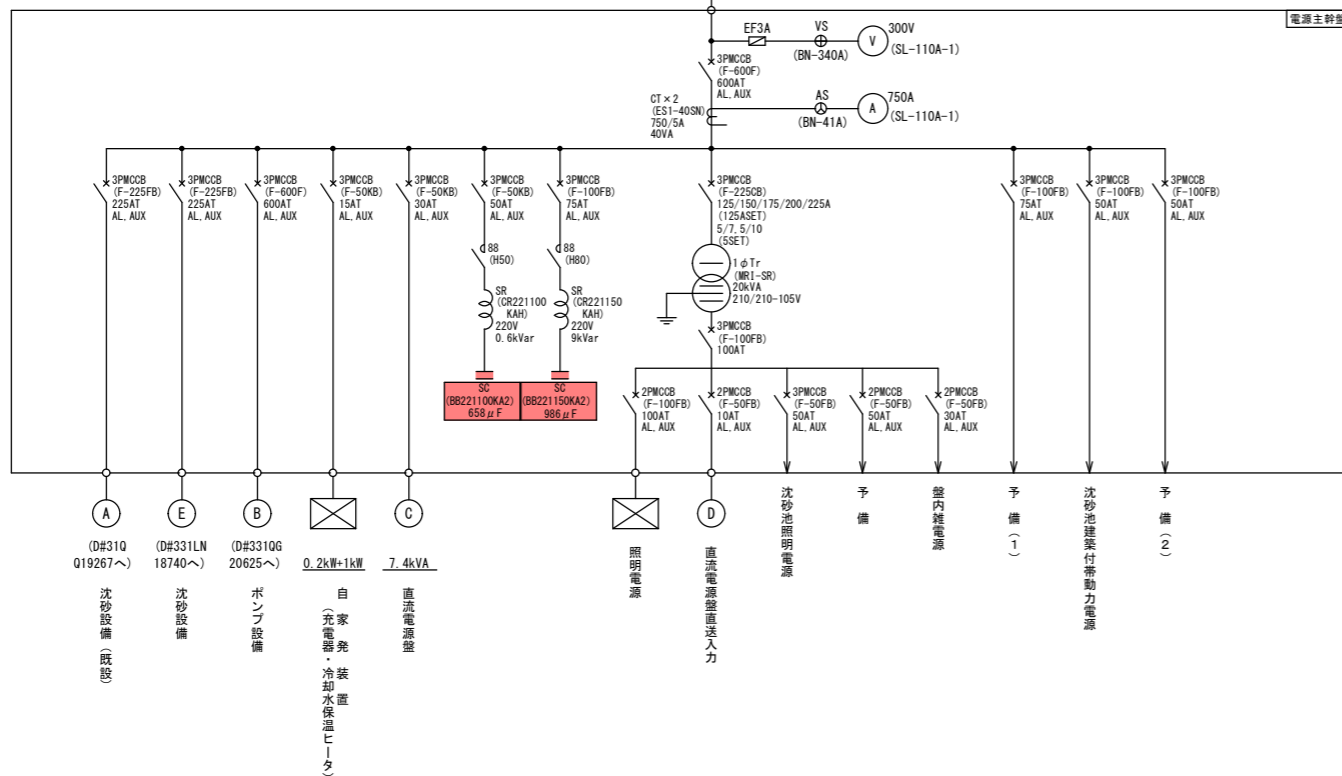 電源主幹盤
EF3A
VS
(BN-340A)
V
300V
(SL-110A-1)
3PMCCB
(F-600F)
600AT
AL, AUX
CT×2
(ES1-40SN)
750/5A
40VA
AS
(BN-41A)
A
750A
(SL-110A-1)
3PMCCB
(F-225FB)
225AT
AL, AUX
3PMCCB
(F-225FB)
225AT
AL, AUX
3PMCCB
(F-600F)
600AT
AL, AUX
3PMCCB
(F-50KB)
15AT
AL, AUX
3PMCCB
(F-50KB)
30AT
AL, AUX
3PMCCB
(F-50KB)
50AT
AL, AUX
3PMCCB
(F-100FB)
75AT
AL, AUX
3PMCCB
(F-225CB)
125/150/175/200/225A
(125ASET)
5/7.5/10
(5SET)
3PMCCB
(F-100FB)
75AT
AL, AUX
3PMCCB
(F-100FB)
50AT
AL, AUX
3PMCCB
(F-100FB)
50AT
AL, AUX
88
(H50)
88
(H80)
SR
(CR221100
KAH)
220V
0.6kVar
SR
(CR221150
KAH)
220V
9kVar
SC
(BB221100KA2)
658μF
SC
(BB221150KA2)
986μF
1φTr
(MRI-SR)
20kVA
210/210-105V
3PMCCB
(F-100FB)
100AT
2PMCCB
(F-100FB)
100AT
AL, AUX
2PMCCB
(F-50FB)
10AT
AL, AUX
3PMCCB
(F-50FB)
50AT
AL, AUX
2PMCCB
(F-50FB)
50AT
AL, AUX
2PMCCB
(F-50FB)
30AT
AL, AUX
A
(D#31Q
Q19267へ)
沈砂設備(既設)
E
(D#331LN
18740へ)
沈砂設備
B
(D#331QG
20625へ)
ポンプ設備
0.2kW+1kW
自家発装置
(充電器・冷却水保温ヒータ)
C
7.4kVA
直流電源盤
照明電源
D
直流電源盤直送入力
沈砂池照明電源
予備
盤内雑電源
予備(1)
沈砂池建築付帯動力電源
予備(2)